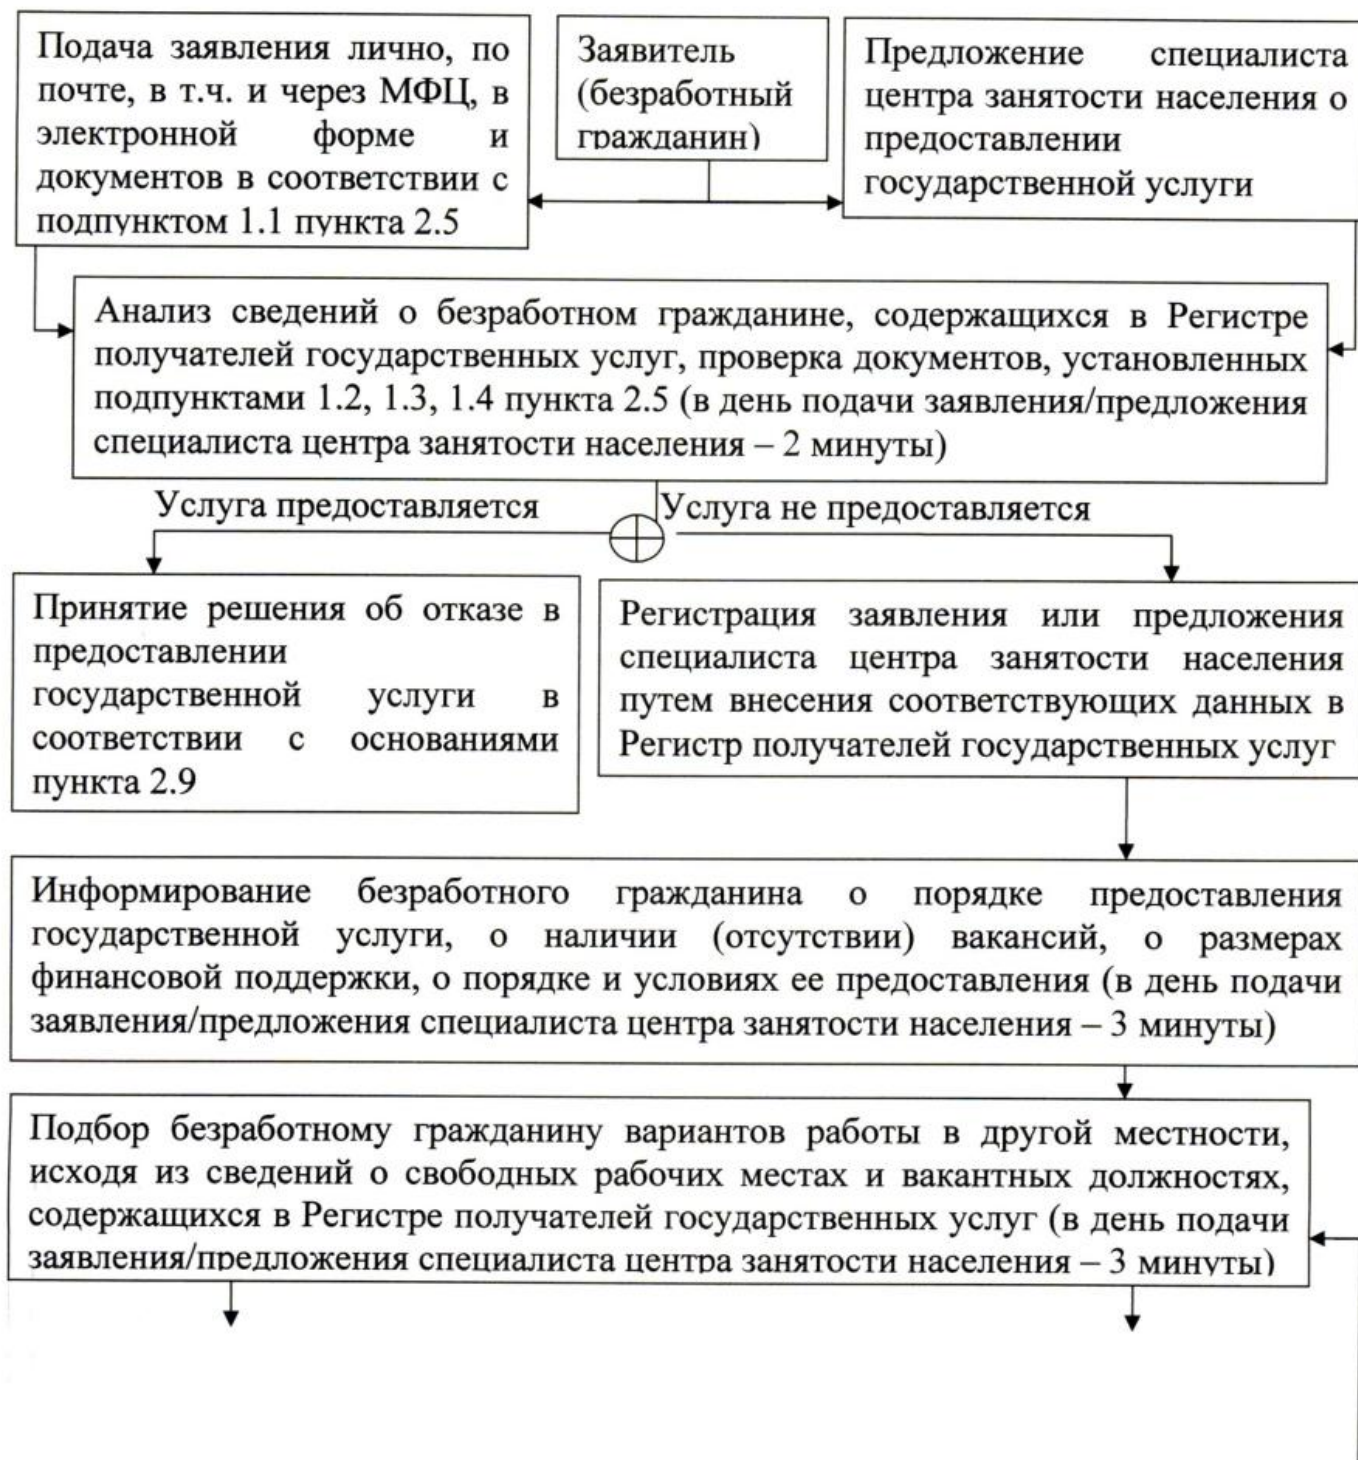 Подача заявления лично, по
почте, в т.ч. и через МФЦ, в
электронной форме и
документов в соответствии с
подпунктом 1.1 пункта 2.5
Заявитель
(безработный
гражданин)
Предложение специалиста
центра занятости населения о
предоставлении
государственной услуги
Анализ сведений о безработном гражданине, содержащихся в Регистре
получателей государственных услуг, проверка документов, установленных
подпунктами 1.2, 1.3, 1.4 пункта 2.5 (в день подачи заявления/предложения
специалиста центра занятости населения – 2 минуты)
Услуга предоставляется
Услуга не предоставляется
Принятие решения об отказе в
предоставлении
государственной услуги в
соответствии с основаниями
пункта 2.9
Регистрация заявления или предложения
специалиста центра занятости населения
путем внесения соответствующих данных в
Регистр получателей государственных услуг
Информирование безработного гражданина о порядке предоставления
государственной услуги, о наличии (отсутствии) вакансий, о размерах
финансовой поддержки, о порядке и условиях ее предоставления (в день подачи
заявления/предложения специалиста центра занятости населения – 3 минуты)
Подбор безработному гражданину вариантов работы в другой местности,
исходя из сведений о свободных рабочих местах и вакантных должностях,
содержащихся в Регистре получателей государственных услуг (в день подачи
заявления/предложения специалиста центра занятости населения – 3 минуты)